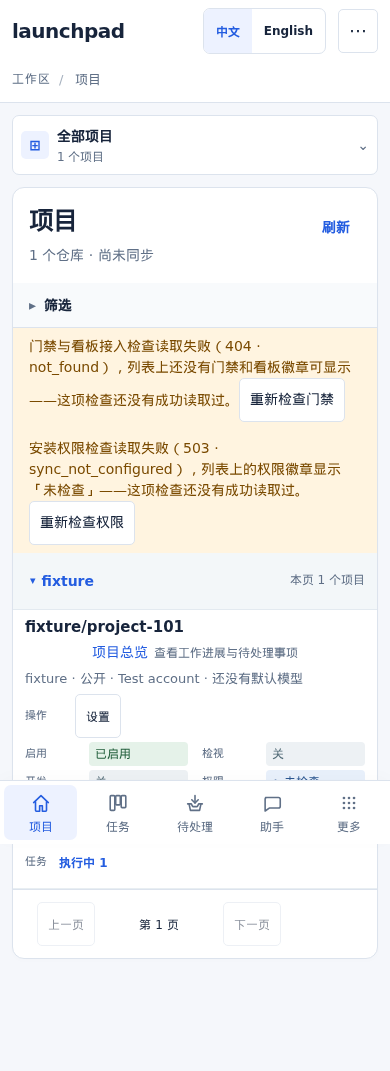 launchpad
中文 English ···
工作区 / 项目
全部项目
1 个项目
项目
刷新
1 个仓库 · 尚未同步
筛选
门禁与看板接入检查读取失败（404 ·
not_found），列表上还没有门禁和看板徽章可显示
——这项检查还没有成功读取过。 重新检查门禁
安装权限检查读取失败（503 ·
sync_not_configured），列表上的权限徽章显示
「未检查」——这项检查还没有成功读取过。
重新检查权限
fixture 本页 1 个项目
fixture/project-101
项目总览 查看工作进展与待处理事项
fixture · 公开 · Test account · 还没有默认模型
操作 设置
启用 已启用 检视 关
项目 任务 待处理 助手 更多
任务 执行中 1
上一页 第 1 页 下一页